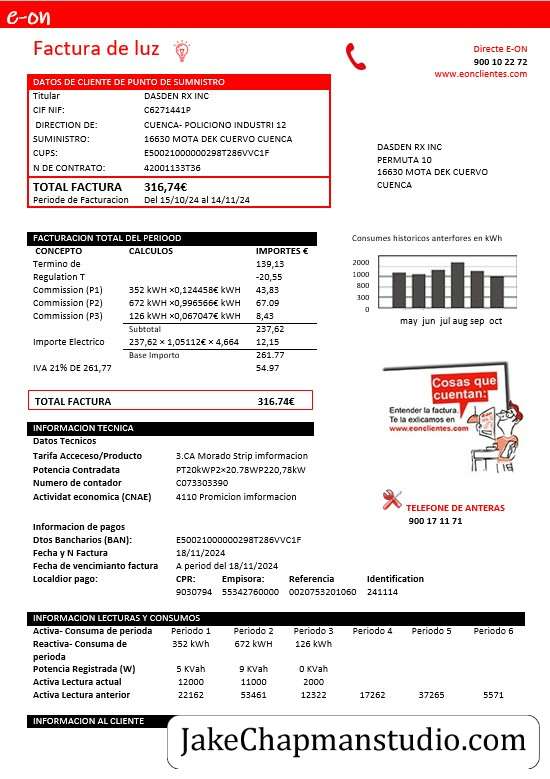 e-on
Factura de luz
Directe E-ON
900 10 22 72
www.eonclientes.com
DATOS DE CLIENTE DE PUNTO DE SUMNISTRO
Titular DASDEN RX INC
CIF NIF: C6271441P
DIRECTION DE: CUENCA- POLICIONO INDUSTRI 12
SUMINISTRO: 16630 MOTA DEK CUERVO CUENCA
CUPS: E50021000000298T286VVC1F
N DE CONTRATO: 42001133T36
TOTAL FACTURA 316,74€
Periode de Facturacion Del 15/10/24 al 14/11/24
DASDEN RX INC
PERMUTA 10
16630 MOTA DEK CUERVO
CUENCA
FACTURACION TOTAL DEL PERIOOD
CONCEPTO CALCULOS IMPORTES €
Termino de 139,13
Regulation T -20,55
Commission (P1) 352 kWH ×0,124458€ kWH 43,83
Commission (P2) 672 kWH ×0,996566€ kWH 67.09
Commission (P3) 126 kWH ×0,067047€ kWH 8,43
Subtotal 237,62
Importe Electrico 237,62 × 1,05112€ × 4,664 12,15
Base Importo 261.77
IVA 21% DE 261,77 54.97
TOTAL FACTURA 316.74€
Consumes historicos anterfores en kWh
2000
1000
800
300
0
may jun jul aug sep oct
Cosas que
cuentan:
Entender la factura.
Te la exlicamos en
www.eonclientes.com
INFORMACION TECNICA
Datos Tecnicos
Tarifa Acceceso/Producto 3.CA Morado Strip imformacion
Potencia Contradata PT20kWP2×20.78WP220,78kW
Numero de contador C073303390
Actividat economica (CNAE) 4110 Promicion imformacion
TELEFONE DE ANTERAS
900 17 11 71
Informacion de pagos
Dtos Bancharios (BAN): E50021000000298T286VVC1F
Fecha y N Factura 18/11/2024
Fecha de vencimianto factura A period del 18/11/2024
Localdior pago: CPR: Empisora: Referencia Identification
9030794 55342760000 0020753201060 241114
INFORMACION LECTURAS Y CONSUMOS
Activa- Consuma de perioda Periodo 1 Periodo 2 Periodo 3 Periodo 4 Periodo 5 Periodo 6
Reactiva- Consuma de 352 kWh 672 kWH 126 kWh
perioda
Potencia Registrada (W) 5 KVah 9 KVah 0 KVah
Activa Lectura actual 12000 11000 2000
Activa Lectura anterior 22162 53461 12322 17262 37265 5571
INFORMACION AL CLIENTE
JakeChapmanstudio.com